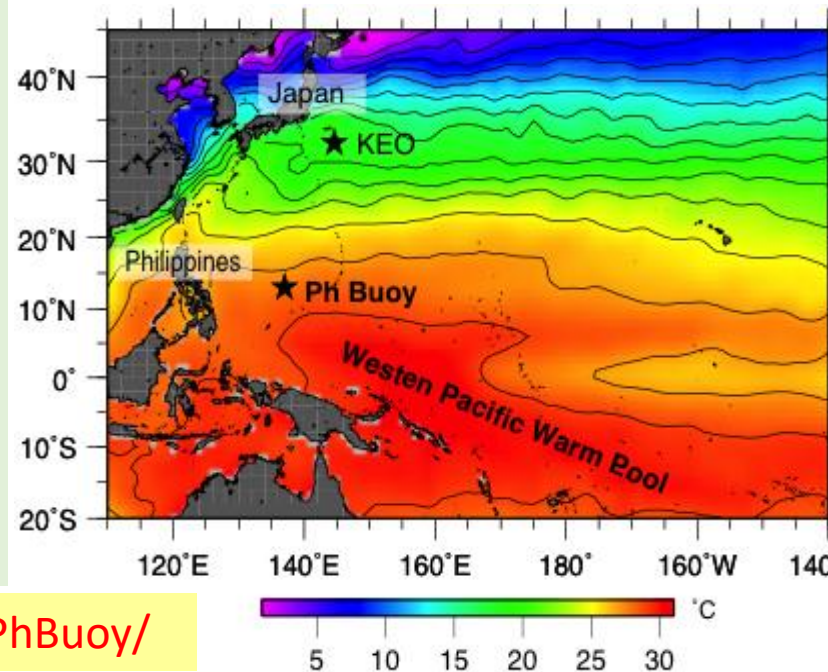 40˚N
Japan
KEO
30˚N
20˚N
Philippines
10˚N
Ph Buoy
0˚
Westen Pacific Warm Pool
10˚S
20˚S
120˚E 140˚E 160˚E 180˚ 160˚W 140
˚C
PhBuoy/
5 10 15 20 25 30